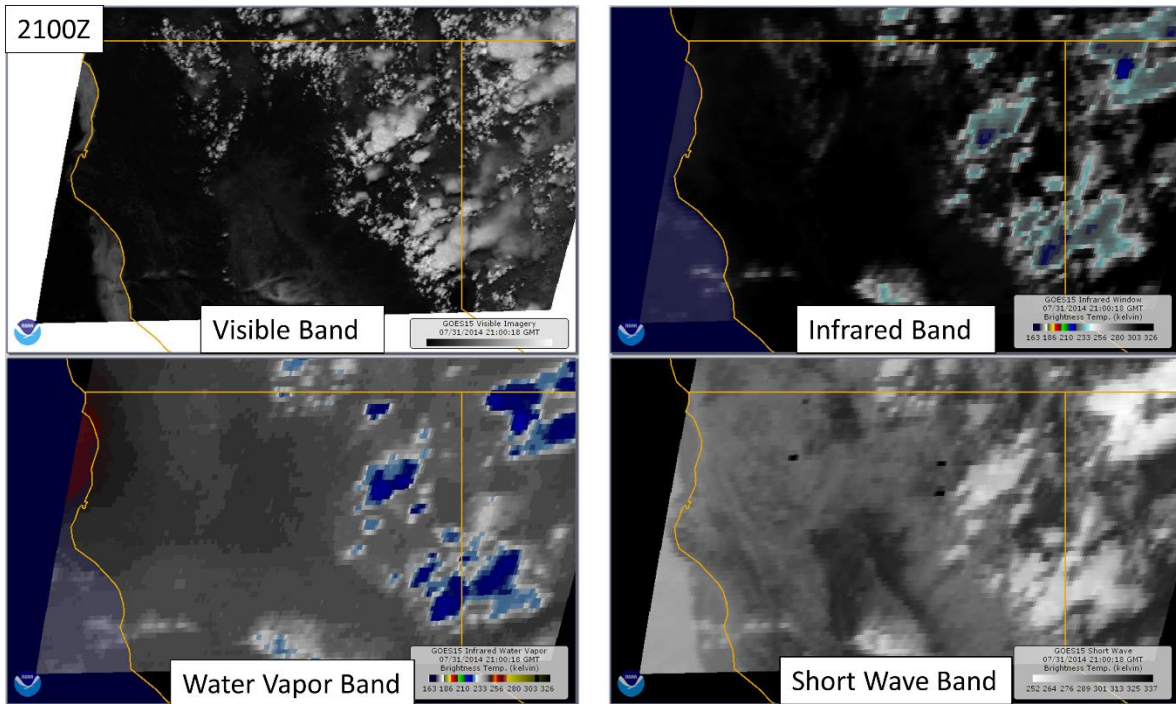 2100Z
Visible Band
GOES15 Visible Imagery
07/31/2014 21:00:18 GMT
Infrared Band
GOES15 Infrared Window
07/31/2014 21:00:18 GMT
Brightness Temp. (kelvin)
163 186 210 233 256 280 303 326
Water Vapor Band
GOES15 Infrared Water Vapor
07/31/2014 21:00:18 GMT
Brightness Temp. (kelvin)
163 186 210 233 256 280 303 326
Short Wave Band
GOES15 Short Wave
07/31/2014 21:00:18 GMT
Brightness Temp. (kelvin)
252 264 276 289 301 313 325 337